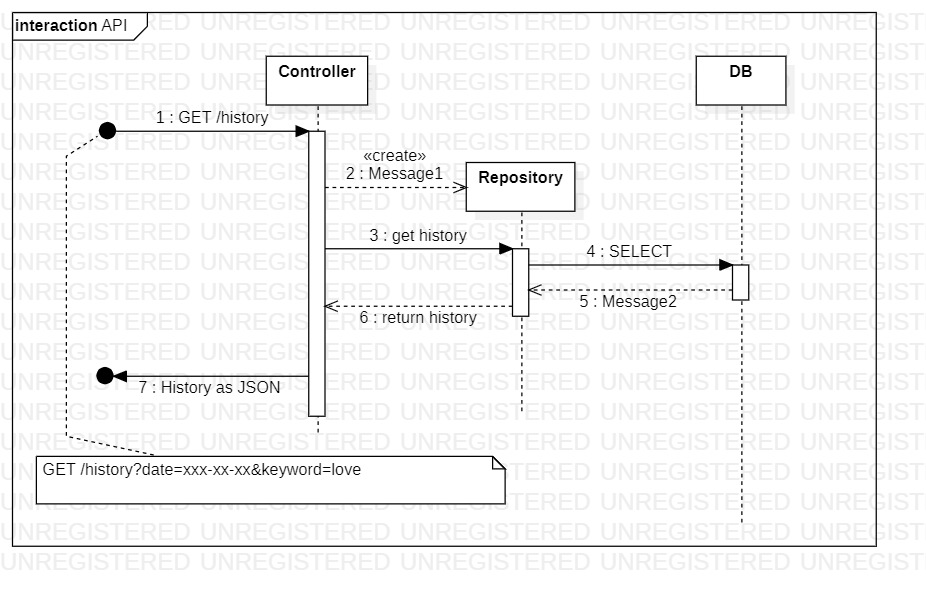 interaction API
Controller
DB
1 : GET /history
«create»
2 : Message1
Repository
3 : get history
4 : SELECT
5 : Message2
6 : return history
7 : History as JSON
GET /history?date=xxx-xx-xx&keyword=love
UNREGISTERED UNREGISTERED UNREGISTERED UNREGISTERED UNREGIST